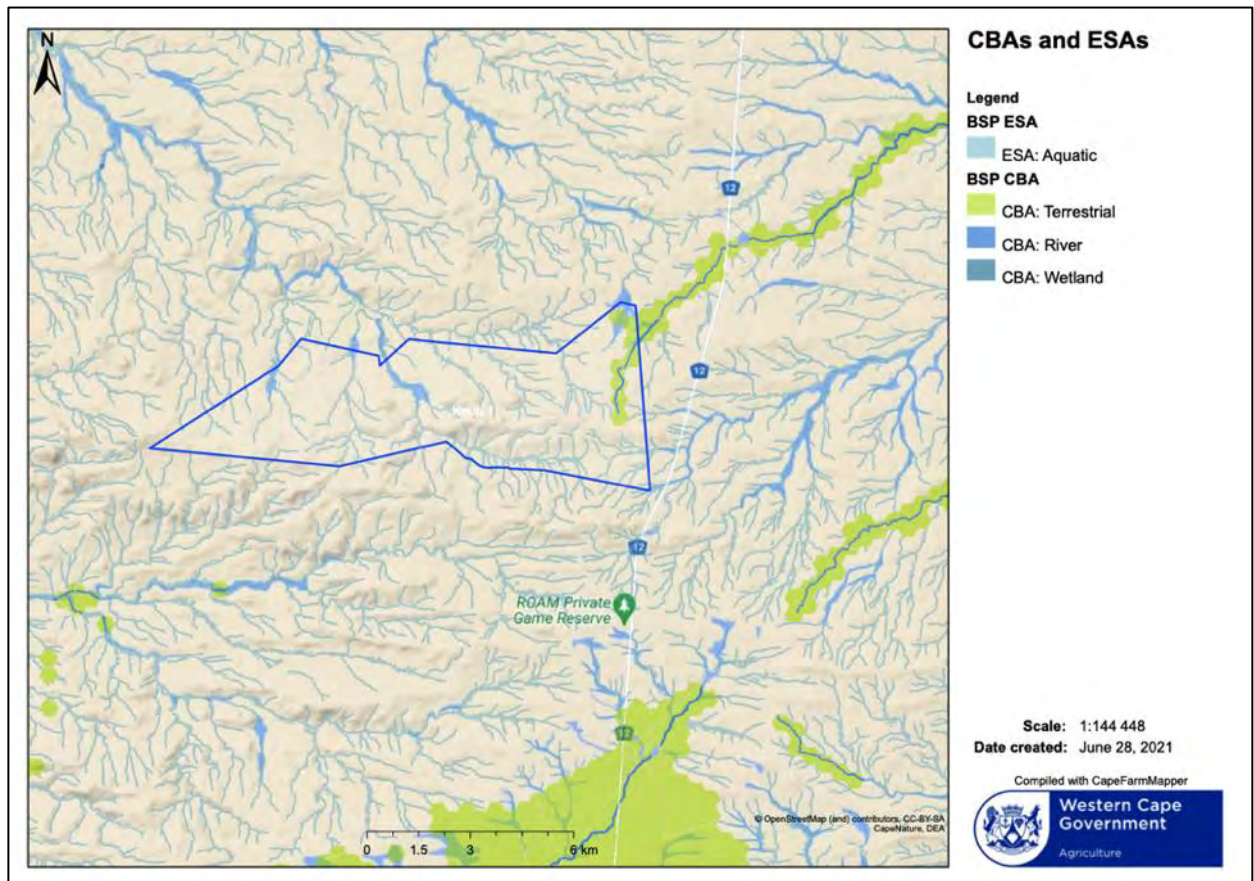 CBAs and ESAs
N
Legend
BSP ESA
ESA: Aquatic
BSP CBA
CBA: Terrestrial
CBA: River
CBA: Wetland
12
12
12
ROAM Private
Game Reserve
12
Scale: 1:144 448
Date created: June 28, 2021
Compiled with CapeFarmMapper
Western Cape
Government
Agriculture
© OpenStreetMap (and) contributors, CC-BY-SA
CapeNature, DEA
0 1.5 3 6 km